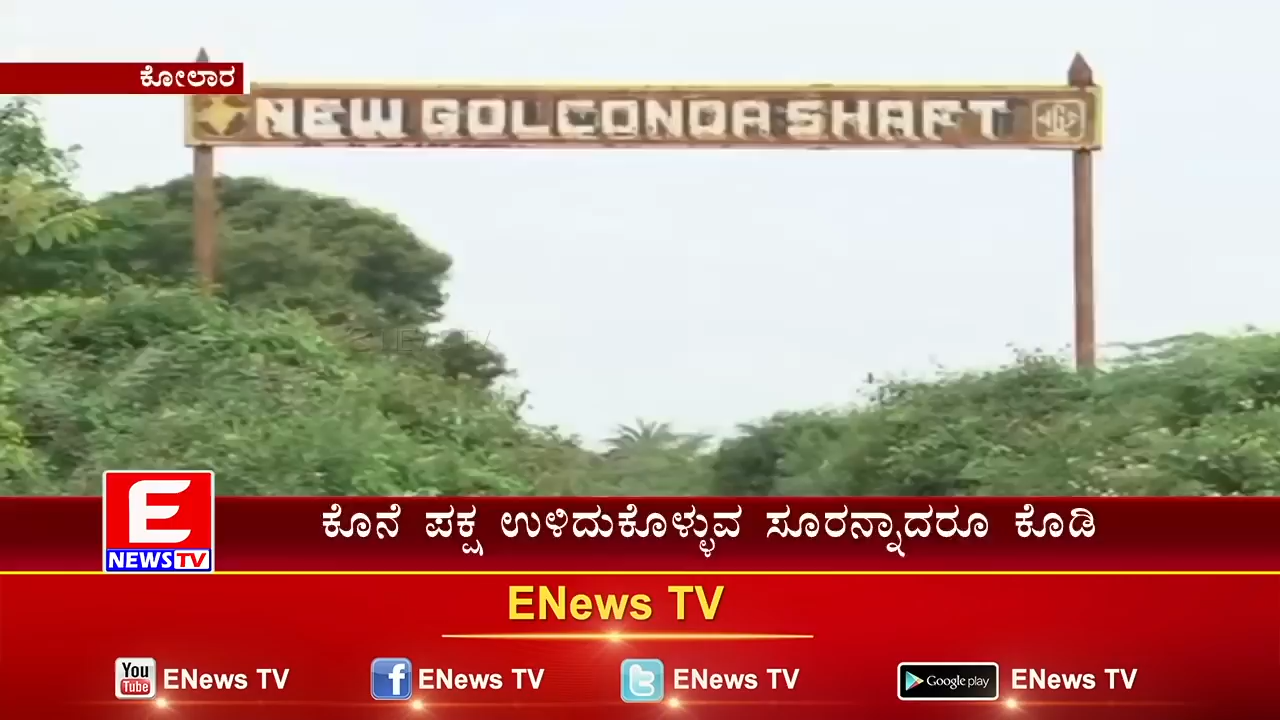 ಕೋಲಾರ
NEW GOLCONDA SHAFT
ಕೊನೆ ಪಕ್ಷ ಉಳಿದುಕೊಳ್ಳುವ ಸೂರನ್ನಾದರೂ ಕೊಡಿ
E
NEWS TV
ENews TV
You
Tube
ENews TV
f
ENews TV
t
ENews TV
Google play
ENews TV